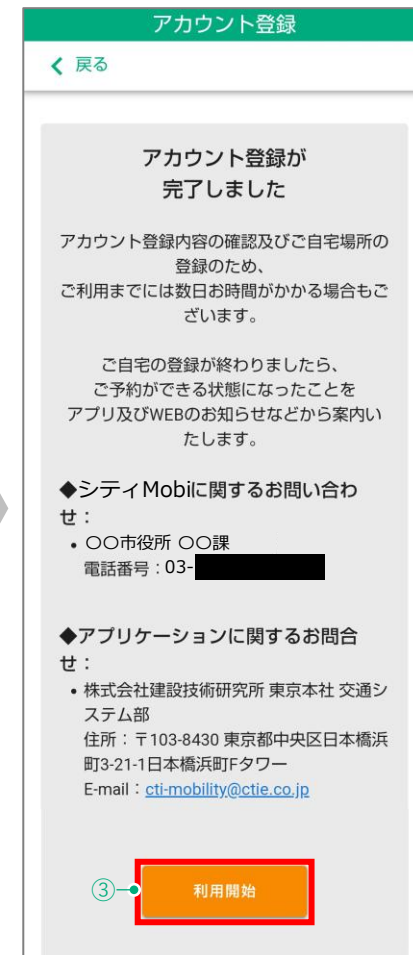 アカウント登録
戻る
アカウント登録が
完了しました
アカウント登録内容の確認及びご自宅場所の
登録のため、
ご利用までには数日お時間がかかる場合もご
ざいます。
ご自宅の登録が終わりましたら、
ご予約ができる状態になったことを
アプリ及びWEBのお知らせなどから案内い
たします。
◆シティMobiに関するお問い合わ
せ：
• 〇〇市役所 〇〇課
電話番号：03-
◆アプリケーションに関するお問合
せ：
• 株式会社建設技術研究所 東京本社 交通シ
ステム部
住所：〒103-8430 東京都中央区日本橋浜
町3-21-1日本橋浜町Fタワー
E-mail：cti-mobility@ctie.co.jp
③ 利用開始